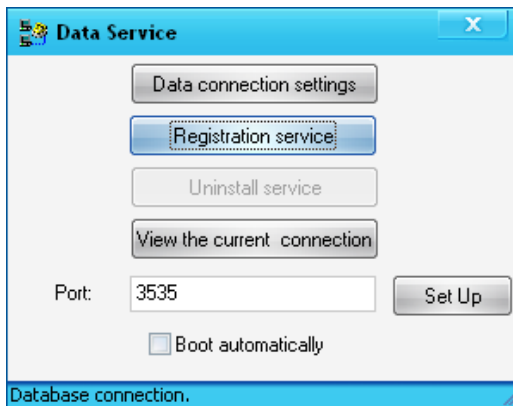 Data Service
X
Data connection settings
Registration service
Uninstall service
View the current connection
Port: 3535 Set Up
Boot automatically
Database connection.